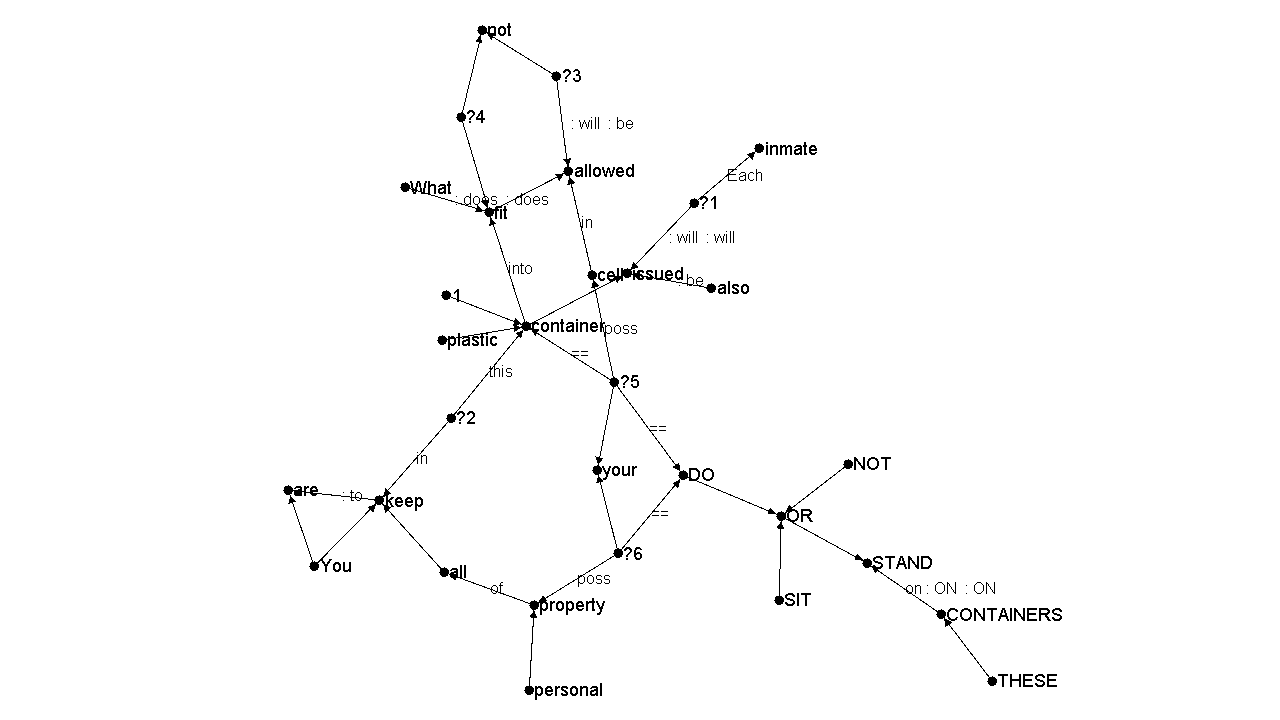 not
?3
?4
: will : be
inmate
allowed
Each
What
: does : does
?1
fit
in
: will : will
into
cell
issued
be
also
1
container
poss
plastic
==
this
?5
?2
==
in
NOT
your
DO
are
to
keep
==
OR
?6
STAND
You
all
of
poss
on : ON : ON
SIT
property
CONTAINERS
THESE
personal